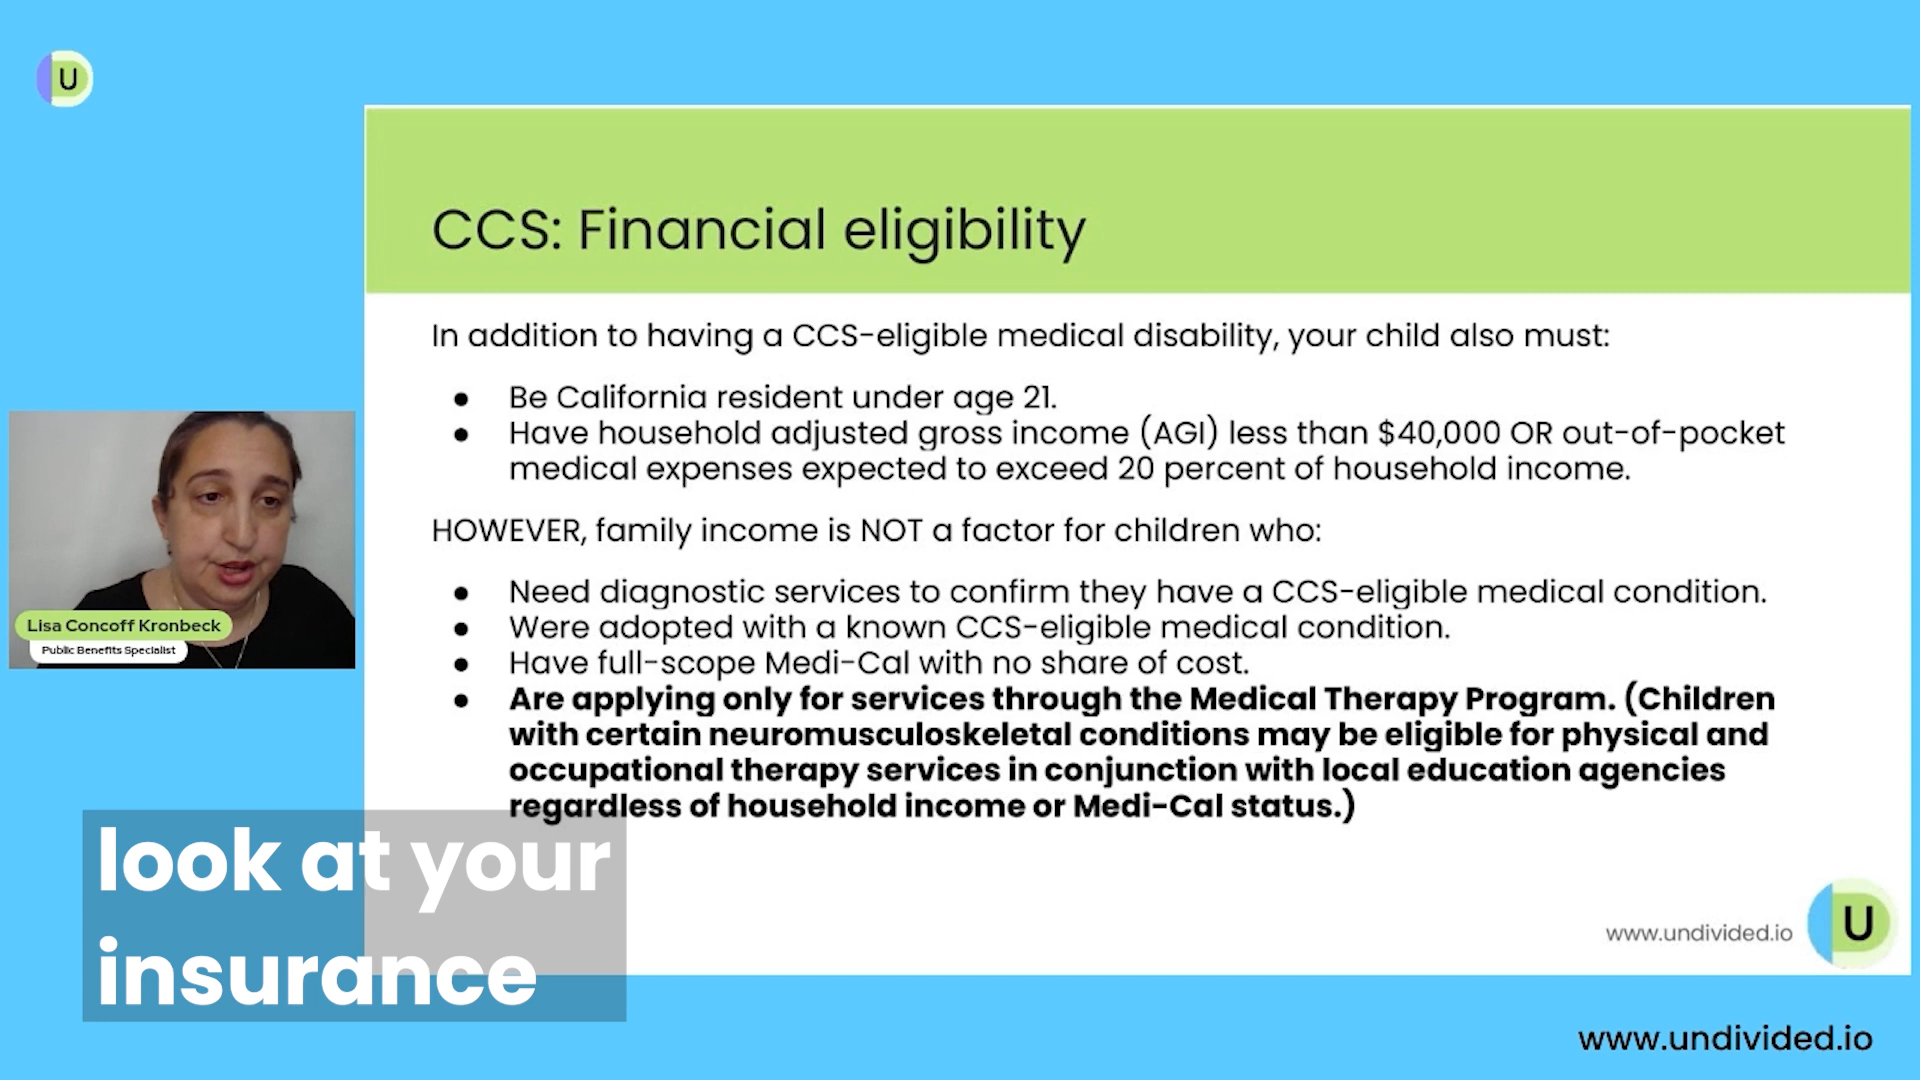 U
CCS: Financial eligibility
In addition to having a CCS-eligible medical disability, your child also must:
● Be California resident under age 21.
● Have household adjusted gross income (AGI) less than $40,000 OR out-of-pocket
medical expenses expected to exceed 20 percent of household income.
HOWEVER, family income is NOT a factor for children who:
● Need diagnostic services to confirm they have a CCS-eligible medical condition.
● Were adopted with a known CCS-eligible medical condition.
● Have full-scope Medi-Cal with no share of cost.
● Are applying only for services through the Medical Therapy Program. (Children
with certain neuromusculoskeletal conditions may be eligible for physical and
occupational therapy services in conjunction with local education agencies
regardless of household income or Medi-Cal status.)
Lisa Concoff Kronbeck
Public Benefits Specialist
look at your
insurance
www.undivided.io
U
www.undivided.io